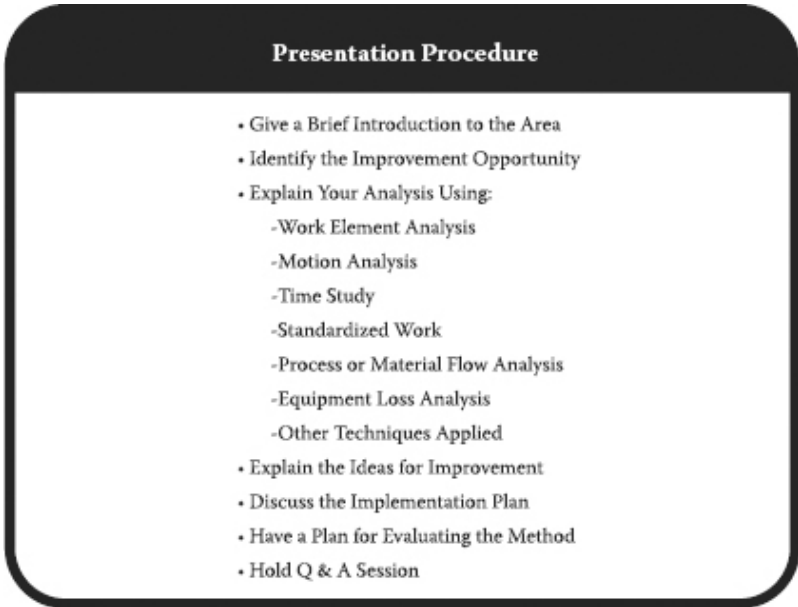 Presentation Procedure
• Give a Brief Introduction to the Area
• Identify the Improvement Opportunity
• Explain Your Analysis Using:
-Work Element Analysis
-Motion Analysis
-Time Study
-Standardized Work
-Process or Material Flow Analysis
-Equipment Loss Analysis
-Other Techniques Applied
• Explain the Ideas for Improvement
• Discuss the Implementation Plan
• Have a Plan for Evaluating the Method
• Hold Q & A Session